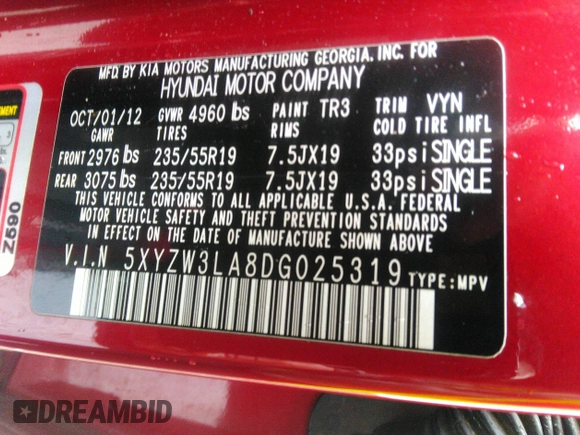 MFD. BY KIA MOTORS MANUFACTURING GEORGIA. INC. FOR
HYUNDAI MOTOR COMPANY
OCT/01/12 GVWR 4960 lbs PAINT TR3 TRIM VYN
GAWR TIRES RIMS COLD TIRE INFL
FRONT 2976 lbs 235/55R19 7.5JX19 33psi SINGLE
REAR 3075 lbs 235/55R19 7.5JX19 33psi SINGLE
THIS VEHICLE CONFORMS TO ALL APPLICABLE U.S.A. FEDERAL
MOTOR VEHICLE SAFETY AND THEFT PREVENTION STANDARDS
IN EFFECT ON THE DATE OF MANUFACTURE SHOWN ABOVE.
V.I.N 5XYZW3LA8DG025319 TYPE:MPV
Z590
DREAMBID